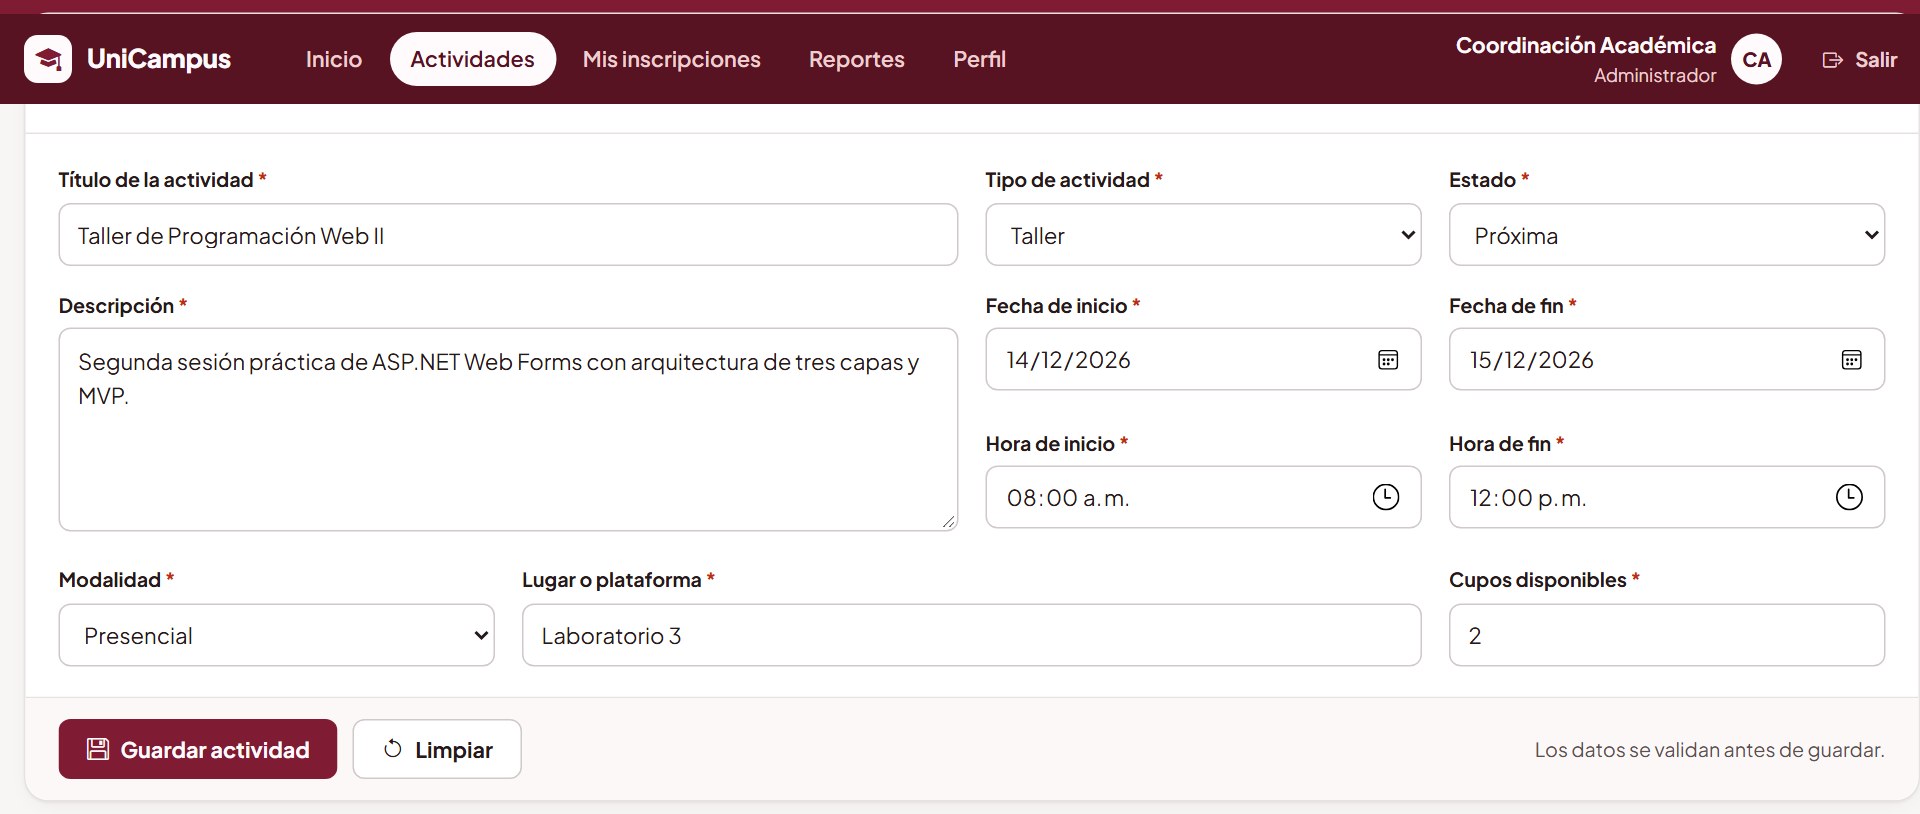 UniCampus
Inicio
Actividades
Mis inscripciones
Reportes
Perfil
Coordinación Académica
Administrador
CA
Salir
Título de la actividad *
Taller de Programación Web II
Tipo de actividad *
Taller
Estado *
Próxima
Descripción *
Segunda sesión práctica de ASP.NET Web Forms con arquitectura de tres capas y
MVP.
Fecha de inicio *
14/12/2026
Fecha de fin *
15/12/2026
Hora de inicio *
08:00 a.m.
Hora de fin *
12:00 p.m.
Modalidad *
Presencial
Lugar o plataforma *
Laboratorio 3
Cupos disponibles *
2
Guardar actividad
Limpiar
Los datos se validan antes de guardar.